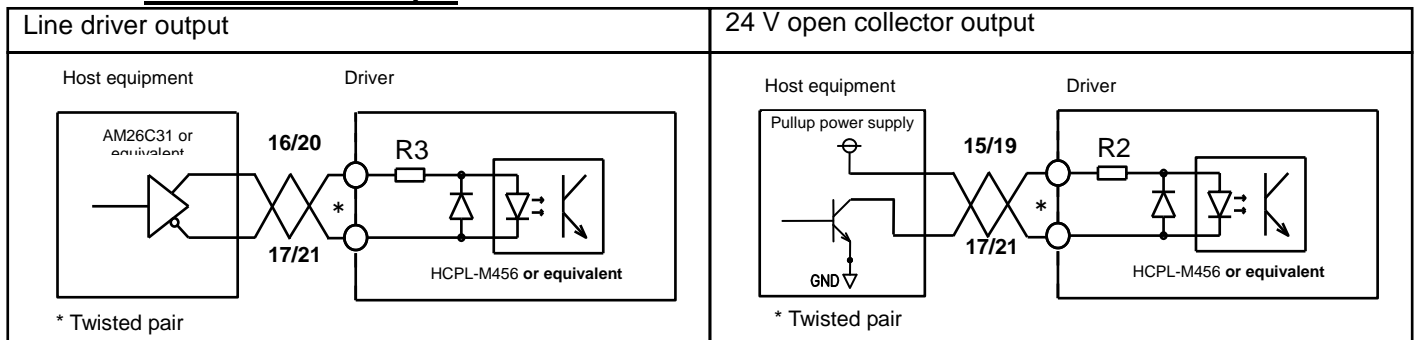 Line driver output
Host equipment
Driver
AM26C31 or
equivalent
16/20
R3
*
17/21
HCPL-M456 or equivalent
* Twisted pair
24 V open collector output
Host equipment
Driver
Pullup power supply
15/19
R2
*
17/21
GND
HCPL-M456 or equivalent
* Twisted pair